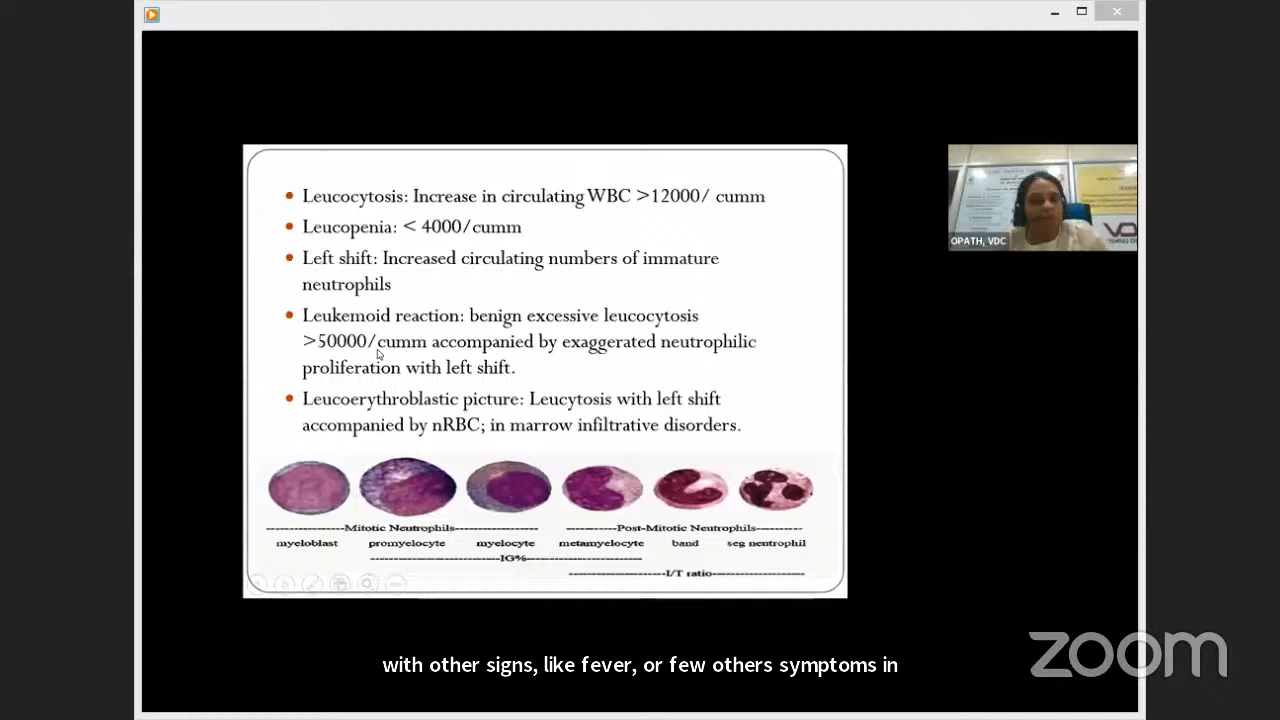 Leucocytosis: Increase in circulating WBC >12000/ cumm
Leucopenia: < 4000/cumm
Left shift: Increased circulating numbers of immature
neutrophils
Leukemoid reaction: benign excessive leucocytosis
>50000/cumm accompanied by exaggerated neutrophilic
proliferation with left shift.
Leucoerythroblastic picture: Leucytosis with left shift
accompanied by nRBC; in marrow infiltrative disorders.
Mitotic Neutrophils
Post-Mitotic Neutrophils
myeloblast promyelocyte myelocyte metamyelocyte band seg neutrophil
IG%
I/T ratio
OPATH, VDC
with other signs, like fever, or few others symptoms in
zoom